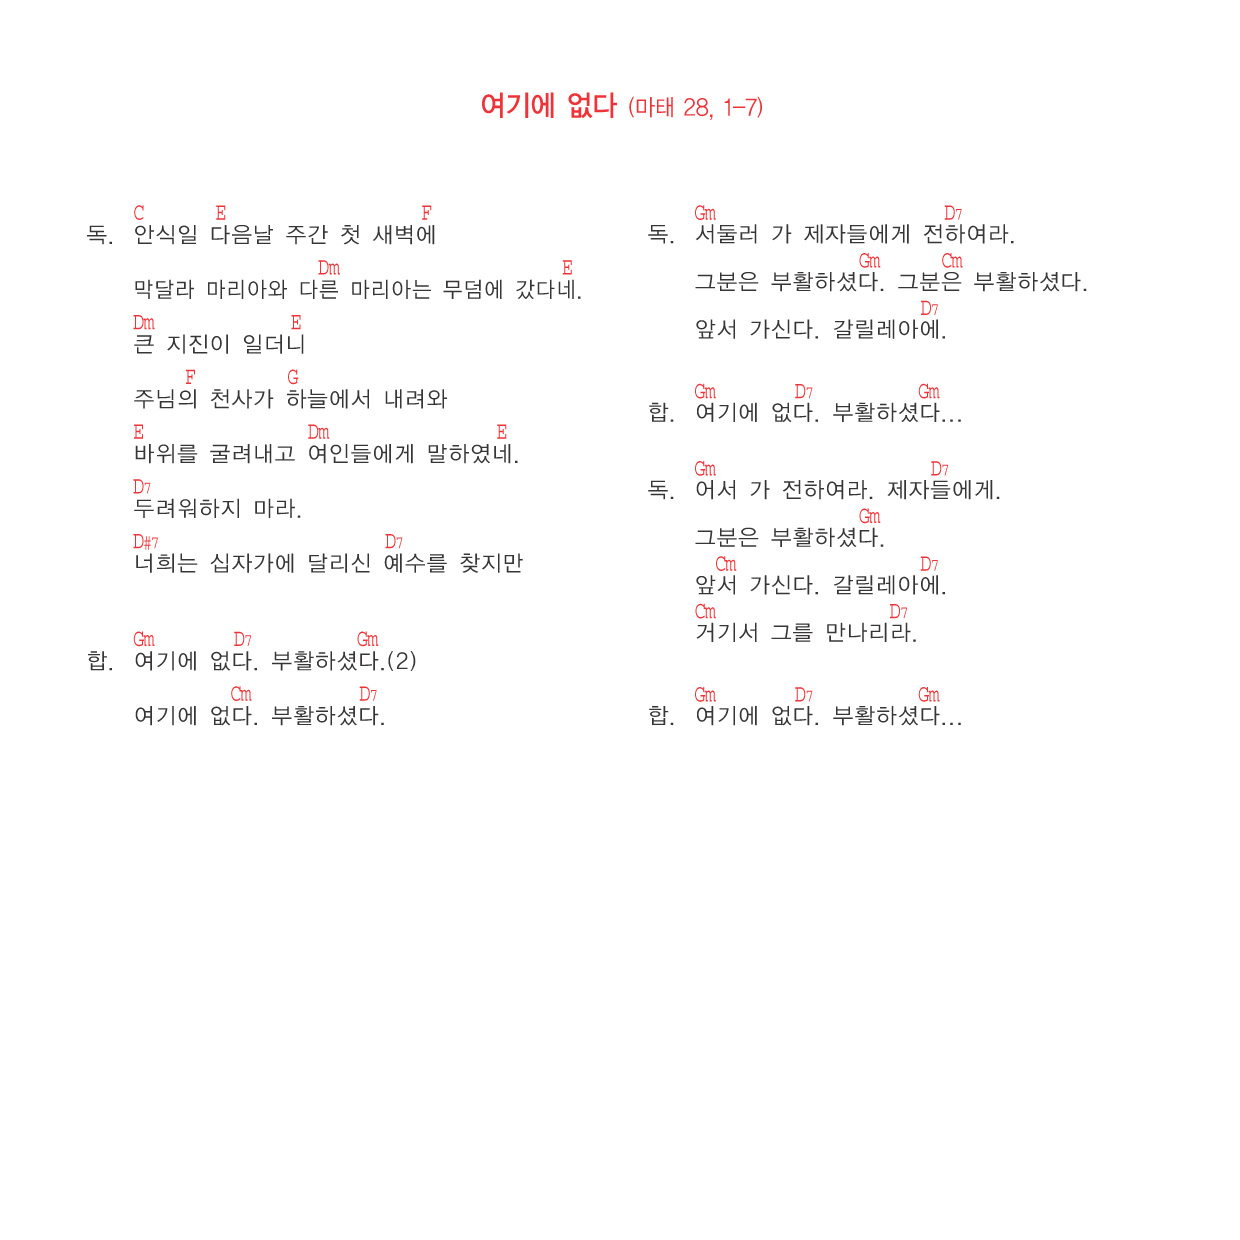 여기에 없다 (마태 28, 1-7)
C E F
독. 안식일 다음날 주간 첫 새벽에
Dm E
막달라 마리아와 다른 마리아는 무덤에 갔다네.
Dm E
큰 지진이 일더니
F G
주님의 천사가 하늘에서 내려와
E Dm E
바위를 굴려내고 여인들에게 말하였네.
D7
두려워하지 마라.
D#7 D7
너희는 십자가에 달리신 예수를 찾지만
Gm D7 Gm
합. 여기에 없다. 부활하셨다.(2)
Cm D7
여기에 없다. 부활하셨다.
Gm D7
독. 서둘러 가 제자들에게 전하여라.
Gm Cm
그분은 부활하셨다. 그분은 부활하셨다.
D7
앞서 가신다. 갈릴레아에.
Gm D7 Gm
합. 여기에 없다. 부활하셨다...
Gm D7
독. 어서 가 전하여라. 제자들에게.
Gm
그분은 부활하셨다.
Cm D7
앞서 가신다. 갈릴레아에.
Cm D7
거기서 그를 만나리라.
Gm D7 Gm
합. 여기에 없다. 부활하셨다...